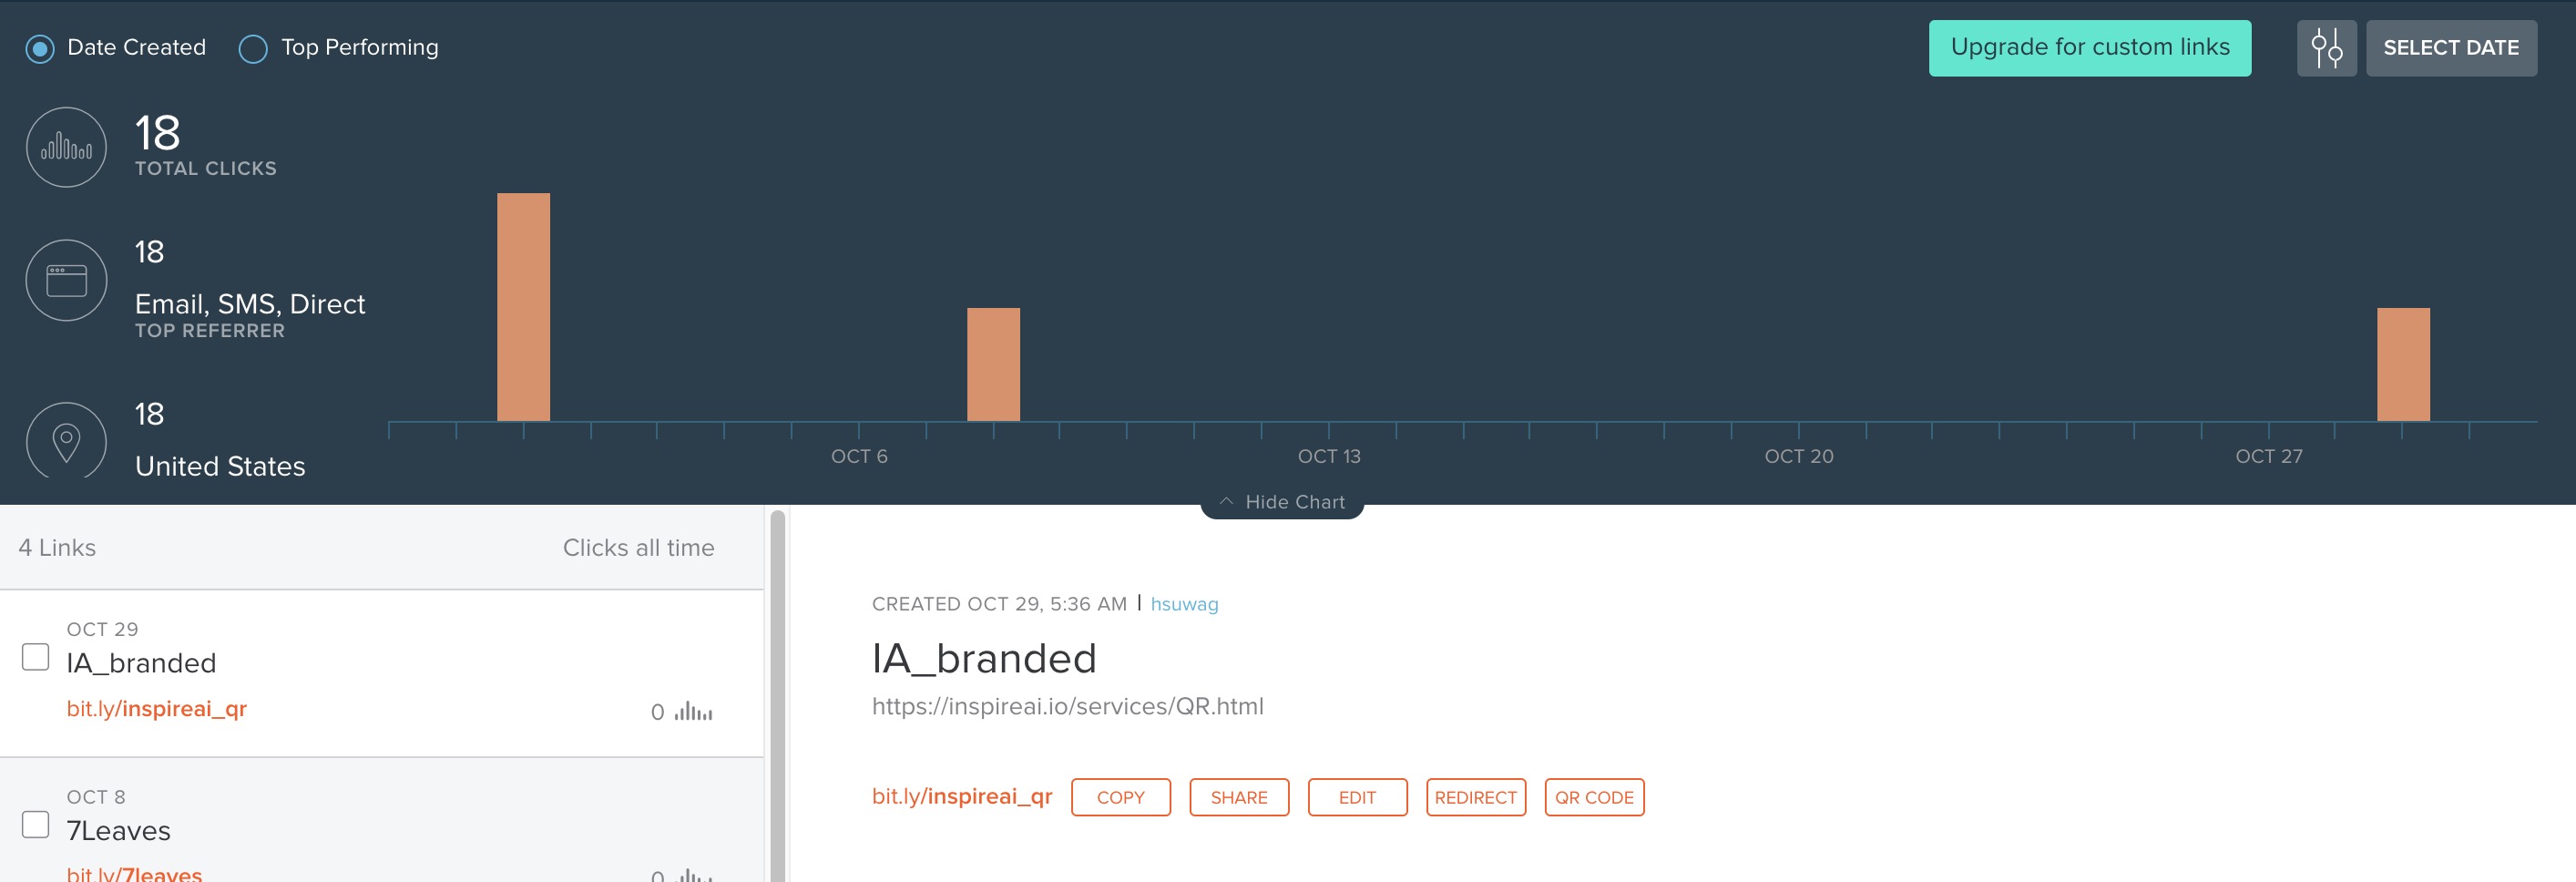 Date Created
Top Performing
Upgrade for custom links
SELECT DATE
18
TOTAL CLICKS
18
Email, SMS, Direct
TOP REFERRER
18
United States
OCT 6
OCT 13
OCT 20
OCT 27
Hide Chart
4 Links
Clicks all time
OCT 29
IA_branded
bit.ly/inspireai_qr
0
OCT 8
7Leaves
bit.ly/7leaves
0
CREATED OCT 29, 5:36 AM | hsuwag
IA_branded
https://inspireai.io/services/QR.html
bit.ly/inspireai_qr
COPY
SHARE
EDIT
REDIRECT
QR CODE